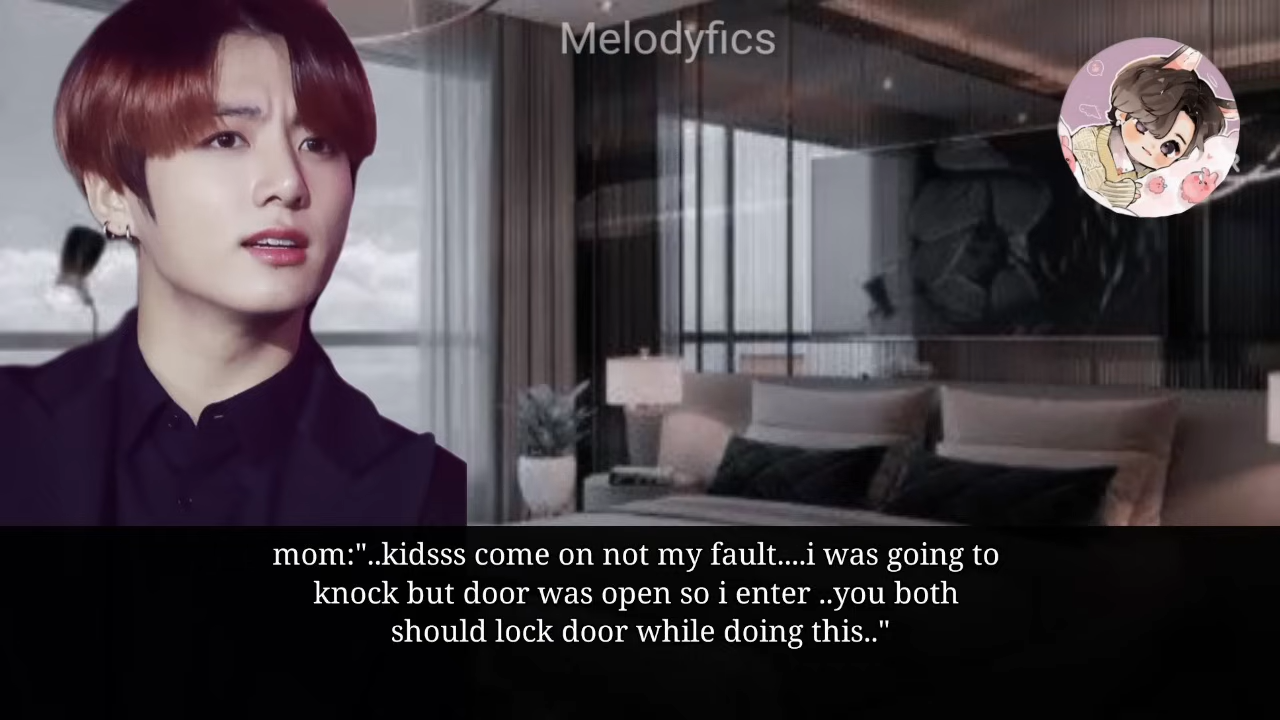 Melodyfics
mom:"..kidsss come on not my fault....i was going to
knock but door was open so i enter ..you both
should lock door while doing this.."